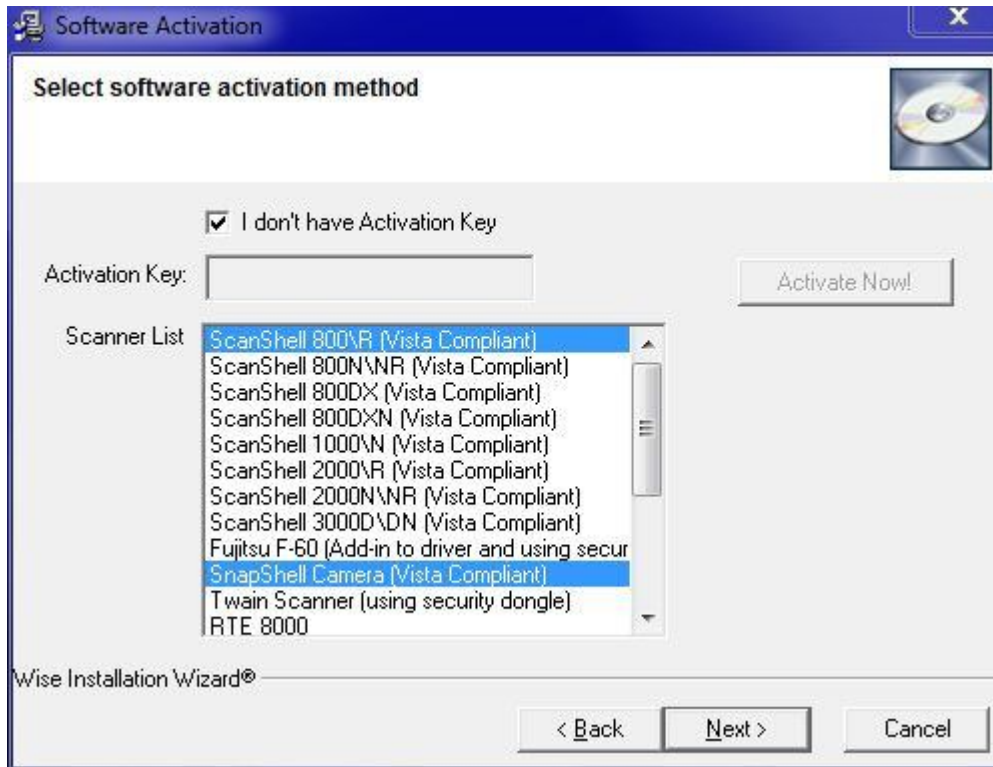 Software Activation
Select software activation method
I don't have Activation Key
Activation Key:
Activate Now!
Scanner List
ScanShell 800\R (Vista Compliant)
ScanShell 800N\NR (Vista Compliant)
ScanShell 800DX (Vista Compliant)
ScanShell 800DXN (Vista Compliant)
ScanShell 1000\N (Vista Compliant)
ScanShell 2000\R (Vista Compliant)
ScanShell 2000N\NR (Vista Compliant)
ScanShell 3000D\DN (Vista Compliant)
Fujitsu F-60 (Add-in to driver and using secur
SnapShell Camera (Vista Compliant)
Twain Scanner (using security dongle)
RTE 8000
Wise Installation Wizard®
< Back
Next >
Cancel